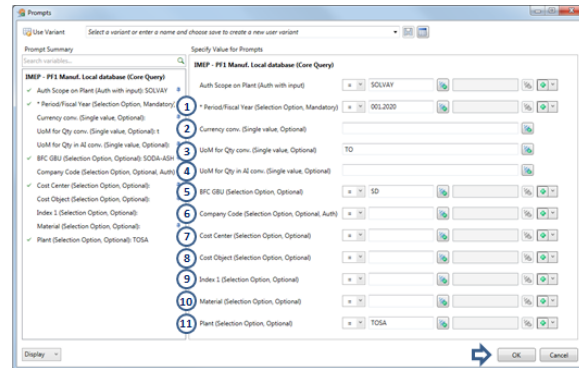 Prompts
Use Variant Select a variant or enter a name and choose save to create a new user variant
Prompt Summary Specify Value for Prompts
Search variables...
IMEP - PF1 Manuf. Local database (Core Query)
Auth Scope on Plant (Auth with input): SOLVAY
* Period/Fiscal Year (Selection Option, Mandatory)
Currency conv. (Single value, Optional):
UoM for Qty conv. (Single value, Optional): t
UoM for Qty in AI conv. (Single value, Optional):
BFC GBU (Selection Option, Optional): SODA-ASH
Company Code (Selection Option, Optional, Auth)
Cost Center (Selection Option, Optional):
Cost Object (Selection Option, Optional):
Index 1 (Selection Option, Optional):
Material (Selection Option, Optional):
Plant (Selection Option, Optional): TOSA
IMEP - PF1 Manuf. Local database (Core Query)
Auth Scope on Plant (Auth with input) = SOLVAY
1 * Period/Fiscal Year (Selection Option, Mandatory) = 001.2020
2 Currency conv. (Single value, Optional)
3 UoM for Qty conv. (Single value, Optional) TO
4 UoM for Qty in AI conv. (Single value, Optional)
5 BFC GBU (Selection Option, Optional) = SD
6 Company Code (Selection Option, Optional, Auth) =
7 Cost Center (Selection Option, Optional) =
8 Cost Object (Selection Option, Optional) =
9 Index 1 (Selection Option, Optional) =
10 Material (Selection Option, Optional) =
11 Plant (Selection Option, Optional) = TOSA
Display OK Cancel